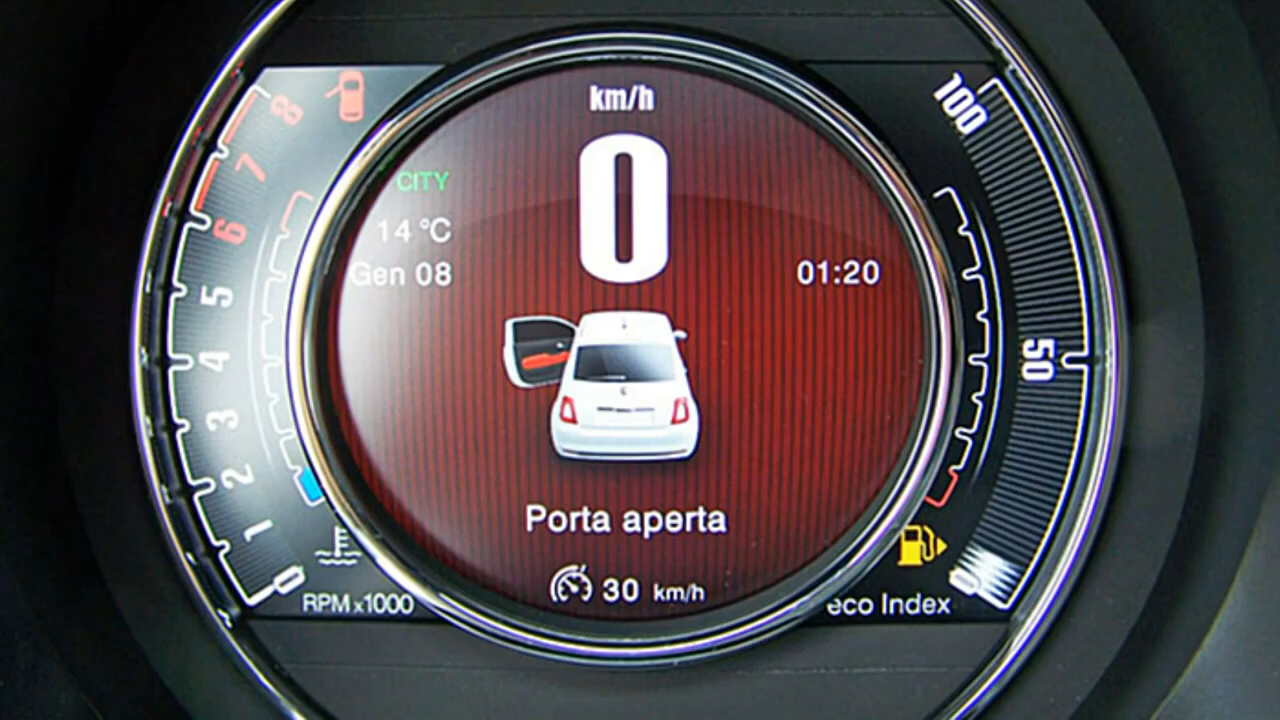 km/h
0
CITY
14 °C
Gen 08
01:20
Porta aperta
30 km/h
8
7
6
5
4
3
2
1
0
RPM x1000
100
50
0
eco Index